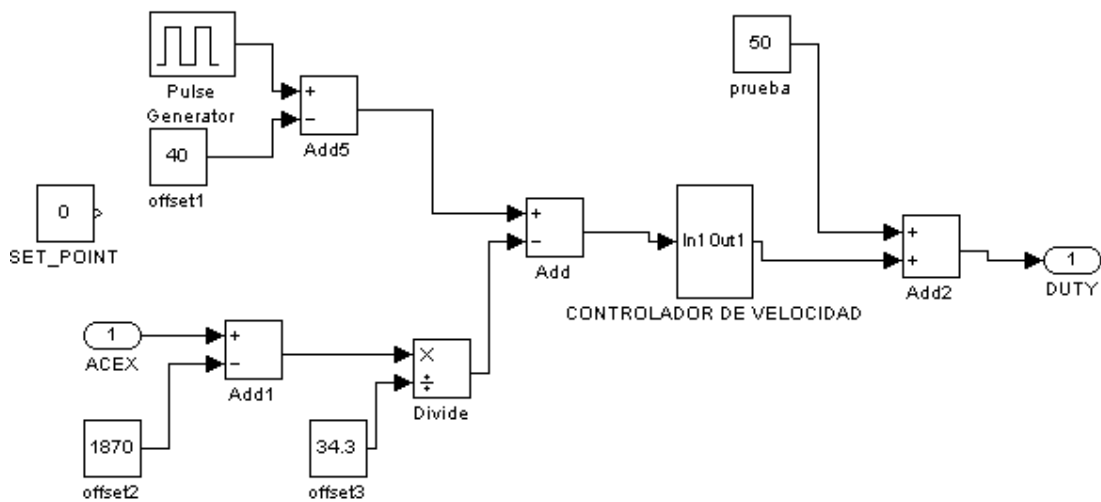 Pulse
Generator
+
−
Add5
40
offset1
50
prueba
0
SET_POINT
+
−
Add
In1 Out1
CONTROLADOR DE VELOCIDAD
+
+
Add2
1
DUTY
1
ACEX
+
−
Add1
×
÷
Divide
1870
offset2
34.3
offset3